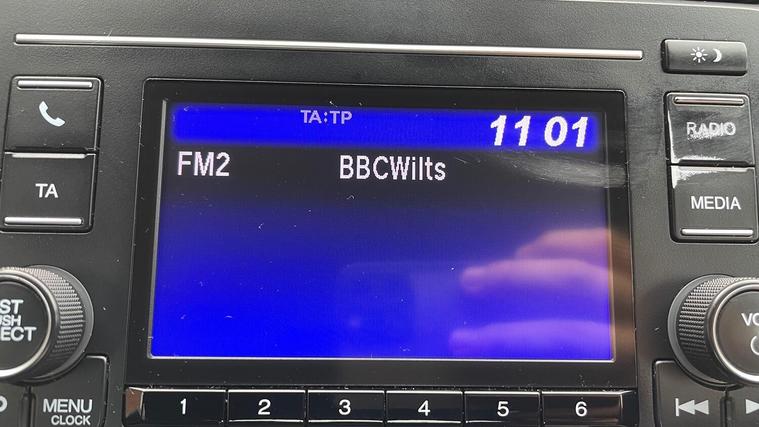 TA:TP
11 01
FM2 BBCWilts
TA
RADIO
MEDIA
MENU
CLOCK
1 2 3 4 5 6